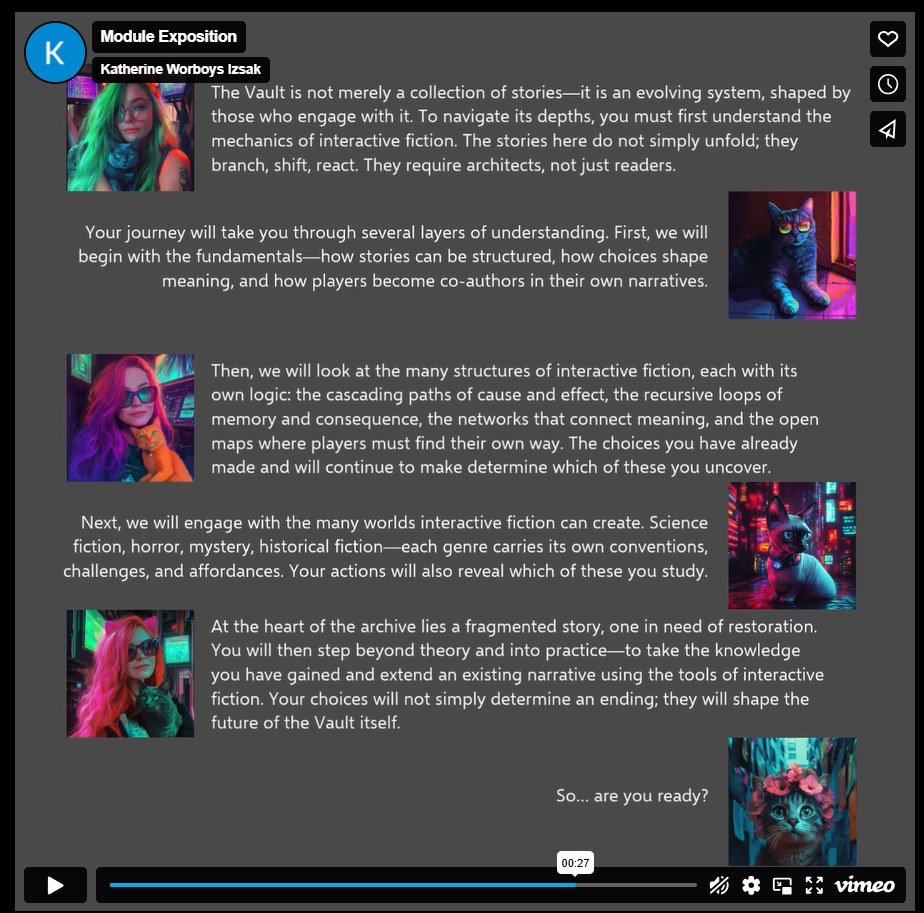 K
Module Exposition
Katherine Worboys Izsak
The Vault is not merely a collection of stories—it is an evolving system, shaped by
those who engage with it. To navigate its depths, you must first understand the
mechanics of interactive fiction. The stories here do not simply unfold; they
branch, shift, react. They require architects, not just readers.
Your journey will take you through several layers of understanding. First, we will
begin with the fundamentals—how stories can be structured, how choices shape
meaning, and how players become co-authors in their own narratives.
Then, we will look at the many structures of interactive fiction, each with its
own logic: the cascading paths of cause and effect, the recursive loops of
memory and consequence, the networks that connect meaning, and the open
maps where players must find their own way. The choices you have already
made and will continue to make determine which of these you uncover.
Next, we will engage with the many worlds interactive fiction can create. Science
fiction, horror, mystery, historical fiction—each genre carries its own conventions,
challenges, and affordances. Your actions will also reveal which of these you study.
At the heart of the archive lies a fragmented story, one in need of restoration.
You will then step beyond theory and into practice—to take the knowledge
you have gained and extend an existing narrative using the tools of interactive
fiction. Your choices will not simply determine an ending; they will shape the
future of the Vault itself.
So... are you ready?
00:27
vimeo